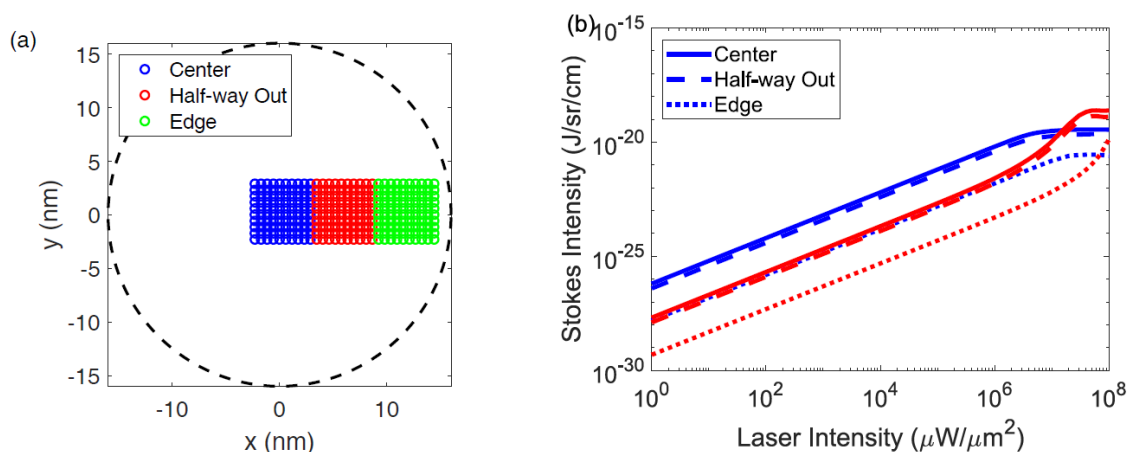 (a)
15
10
5
0
-5
-10
-15
y (nm)
Center
Half-way Out
Edge
-10
0
10
x (nm)
(b)
10^-15
10^-20
10^-25
10^-30
Stokes Intensity (J/sr/cm)
Center
Half-way Out
Edge
10^0
10^2
10^4
10^6
10^8
Laser Intensity (μW/μm^2)